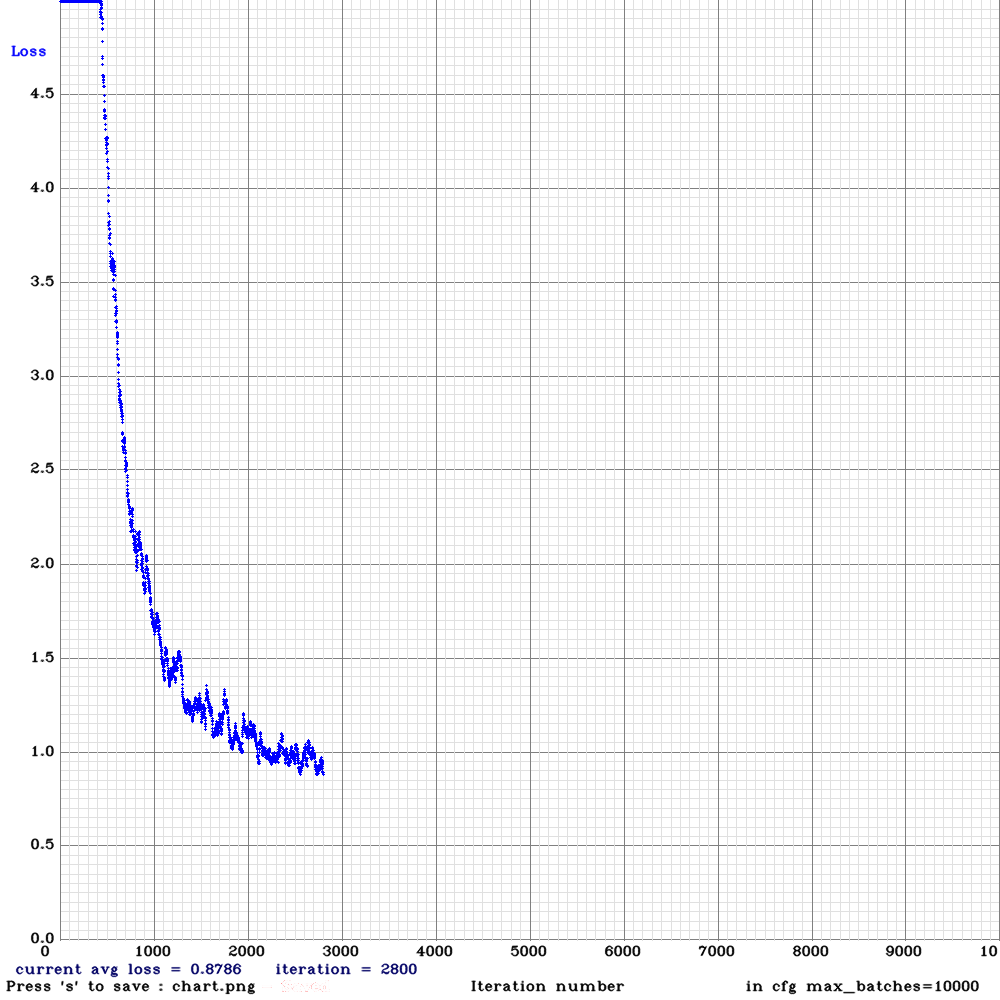 Loss
4.5
4.0
3.5
3.0
2.5
2.0
1.5
1.0
0.5
0.0
0 1000 2000 3000 4000 5000 6000 7000 8000 9000 10
current avg loss = 0.8786 iteration = 2800
Press 's' to save : chart.png Iteration number in cfg max_batches=10000